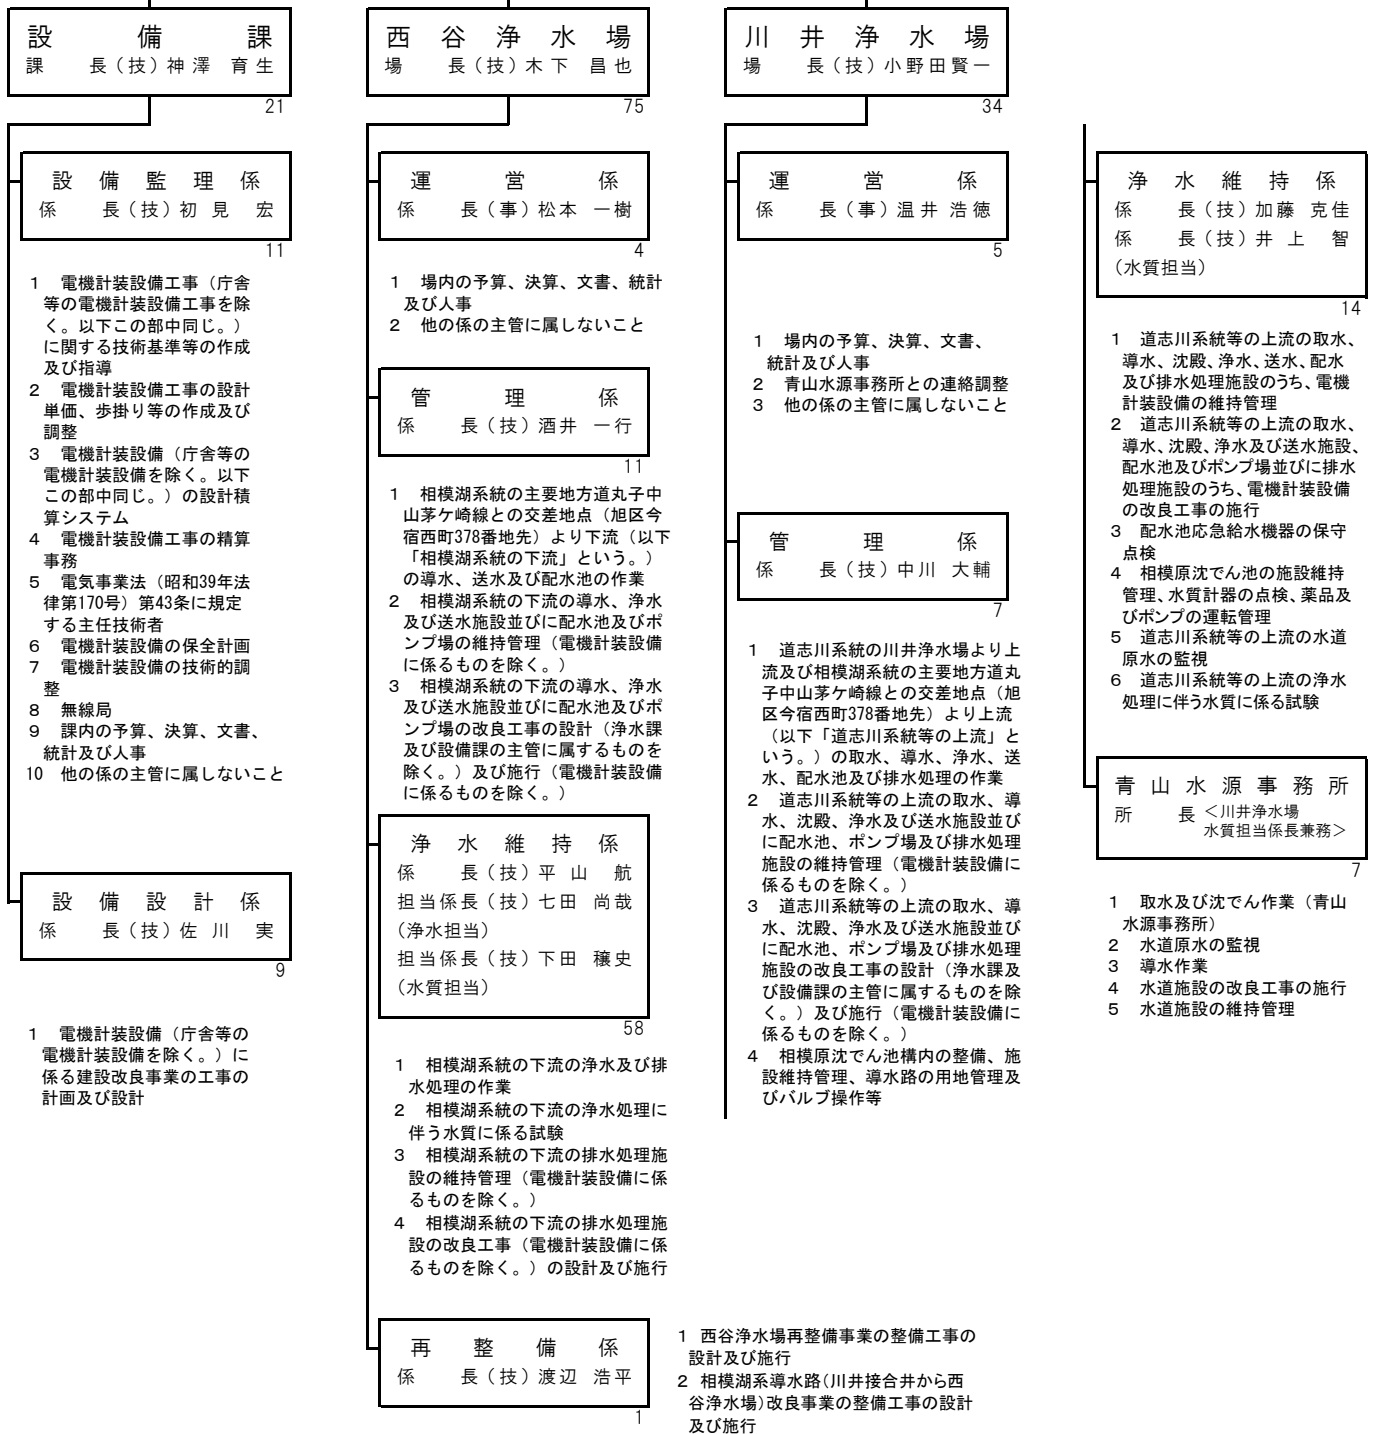 設備課
課長（技）神澤 育生
21
設備監理係
係長（技）初見 宏
11
1 電機計装設備工事（庁舎
等の電機計装設備工事を除
く。以下この部中同じ。）
に関する技術基準等の作成
及び指導
2 電機計装設備工事の設計
単価、歩掛り等の作成及び
調整
3 電機計装設備（庁舎等の
電機計装設備を除く。以下
この部中同じ。）の設計積
算システム
4 電機計装設備工事の精算
事務
5 電気事業法（昭和39年法
律第170号）第43条に規定
する主任技術者
6 電機計装設備の保全計画
7 電機計装設備の技術的調
整
8 無線局
9 課内の予算、決算、文書、
統計及び人事
10 他の係の主管に属しないこと
設備設計係
係長（技）佐川 実
9
1 電機計装設備（庁舎等の
電機計装設備を除く。）に
係る建設改良事業の工事の
計画及び設計
西谷浄水場
場長（技）木下 昌也
75
運営係
係長（事）松本 一樹
4
1 場内の予算、決算、文書、統計
及び人事
2 他の係の主管に属しないこと
管理係
係長（技）酒井 一行
11
1 相模湖系統の主要地方道丸子中
山茅ケ崎線との交差地点（旭区今
宿西町378番地先）より下流（以下
「相模湖系統の下流」という。）
の導水、送水及び配水池の作業
2 相模湖系統の下流の導水、浄水
及び送水施設並びに配水池及びポ
ンプ場の維持管理（電機計装設備
に係るものを除く。）
3 相模湖系統の下流の導水、浄水
及び送水施設並びに配水池及びポ
ンプ場の改良工事の設計（浄水課
及び設備課の主管に属するものを
除く。）及び施行（電機計装設備
に係るものを除く。）
浄水維持係
係長（技）平山 航
担当係長（技）七田 尚哉
（浄水担当）
担当係長（技）下田 穣史
（水質担当）
58
1 相模湖系統の下流の浄水及び排
水処理の作業
2 相模湖系統の下流の浄水処理に
伴う水質に係る試験
3 相模湖系統の下流の排水処理施
設の維持管理（電機計装設備に係
るものを除く。）
4 相模湖系統の下流の排水処理施
設の改良工事（電機計装設備に係
るものを除く。）の設計及び施行
再整備係
係長（技）渡辺 浩平
1
1 西谷浄水場再整備事業の整備工事の
設計及び施行
2 相模湖系導水路（川井接合井から西
谷浄水場）改良事業の整備工事の設計
及び施行
川井浄水場
場長（技）小野田賢一
34
運営係
係長（事）温井 浩徳
5
1 場内の予算、決算、文書、
統計及び人事
2 青山水源事務所との連絡調整
3 他の係の主管に属しないこと
管理係
係長（技）中川 大輔
7
1 道志川系統の川井浄水場より上
流及び相模湖系統の主要地方道丸
子中山茅ケ崎線との交差地点（旭
区今宿西町378番地先）より上流
（以下「道志川系統等の上流」と
いう。）の取水、導水、浄水、送
水、配水池及び排水処理の作業
2 道志川系統等の上流の取水、導
水、沈殿、浄水及び送水施設並び
に配水池、ポンプ場及び排水処理
施設の維持管理（電機計装設備に
係るものを除く。）
3 道志川系統等の上流の取水、導
水、沈殿、浄水及び送水施設並び
に配水池、ポンプ場及び排水処理
施設の改良工事の設計（浄水課及
び設備課の主管に属するものを除
く。）及び施行（電機計装設備に
係るものを除く。）
4 相模原沈でん池構内の整備、施
設維持管理、導水路の用地管理及
びバルブ操作等
浄水維持係
係長（技）加藤 克佳
係長（技）井上 智
（水質担当）
14
1 道志川系統等の上流の取水、
導水、沈殿、浄水、送水、配水
及び排水処理施設のうち、電機
計装設備の維持管理
2 道志川系統等の上流の取水、
導水、沈殿、浄水及び送水施設、
配水池及びポンプ場並びに排水
処理施設のうち、電機計装設備
の改良工事の施行
3 配水池応急給水機器の保守
点検
4 相模原沈でん池の施設維持
管理、水質計器の点検、薬品及
びポンプの運転管理
5 道志川系統等の上流の水道
原水の監視
6 道志川系統等の上流の浄水
処理に伴う水質に係る試験
青山水源事務所
所長 <川井浄水場
水質担当係長兼務>
7
1 取水及び沈でん作業（青山
水源事務所）
2 水道原水の監視
3 導水作業
4 水道施設の改良工事の施行
5 水道施設の維持管理